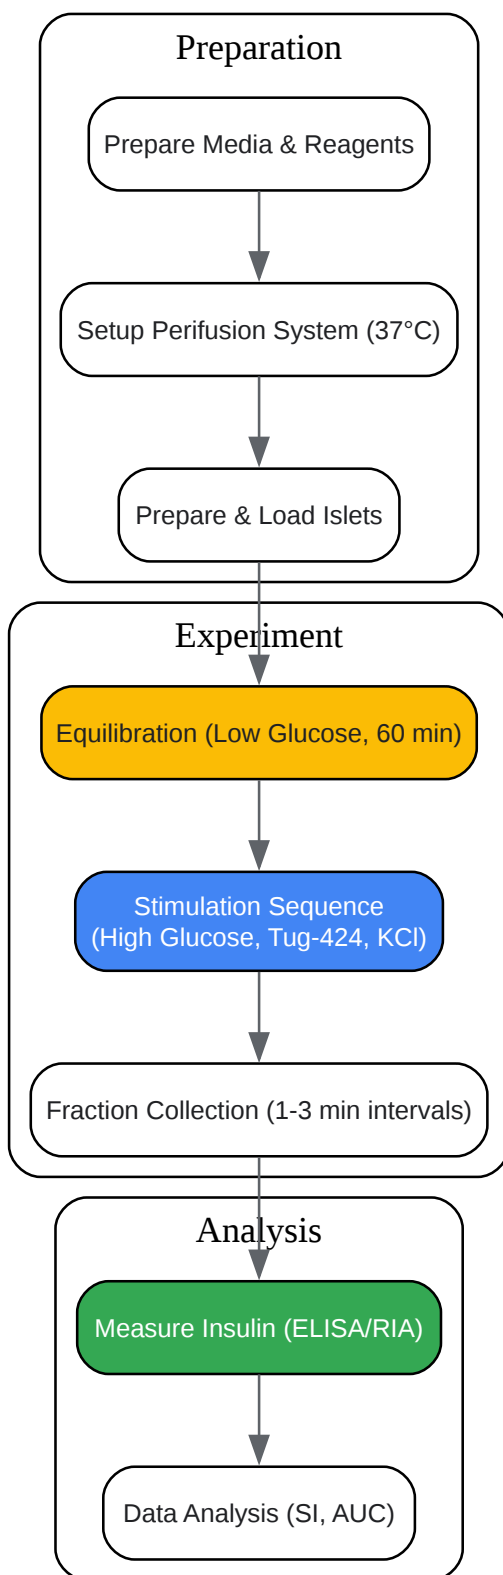 Preparation
Prepare Media & Reagents
Setup Perifusion System (37°C)
Prepare & Load Islets
Experiment
Equilibration (Low Glucose, 60 min)
Stimulation Sequence
(High Glucose, Tug-424, KCl)
Fraction Collection (1-3 min intervals)
Analysis
Measure Insulin (ELISA/RIA)
Data Analysis (SI, AUC)